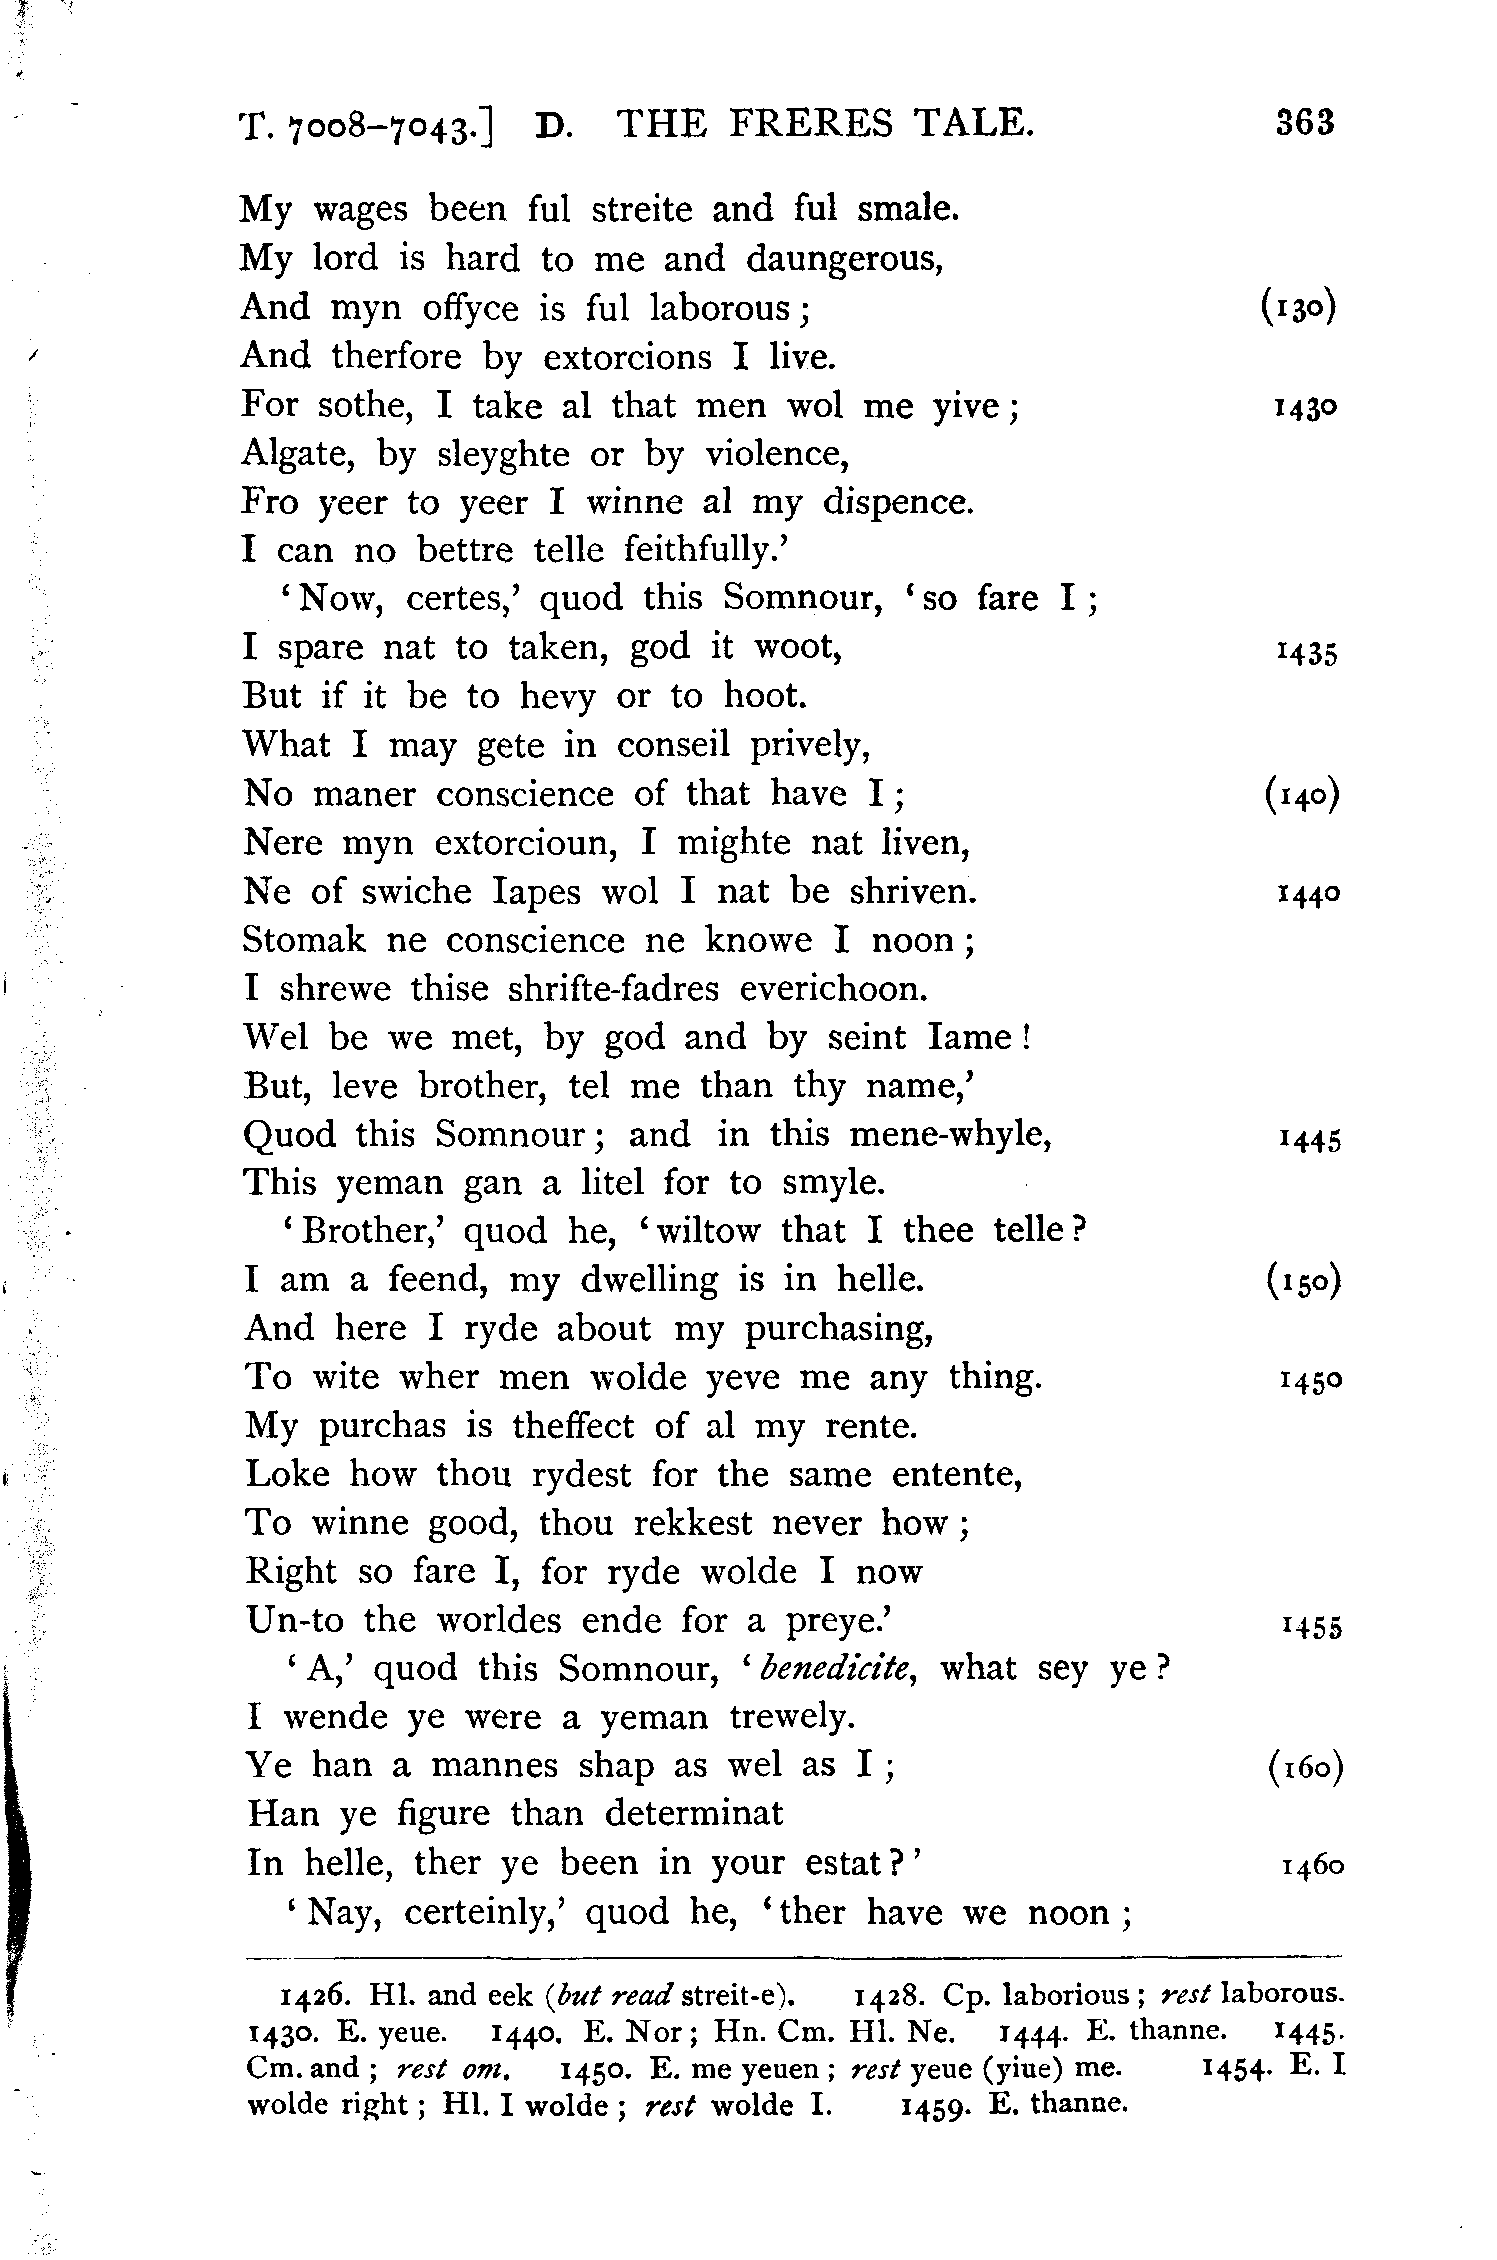 T. 7008–7043.] D. THE FRERES TALE. 363
My wages been ful streite and ful smale.
My lord is hard to me and daungerous,
And myn offyce is ful laborous ; (130)
And therfore by extorcions I live.
For sothe, I take al that men wol me yive ; 1430
Algate, by sleyghte or by violence,
Fro yeer to yeer I winne al my dispence.
I can no bettre telle feithfully.’
‘ Now, certes,’ quod this Somnour, ‘ so fare I ;
I spare nat to taken, god it woot, 1435
But if it be to hevy or to hoot.
What I may gete in conseil prively,
No maner conscience of that have I ; (140)
Nere myn extorcioun, I mighte nat liven,
Ne of swiche Iapes wol I nat be shriven. 1440
Stomak ne conscience ne knowe I noon ;
I shrewe thise shrifte-fadres everichoon.
Wel be we met, by god and by seint Iame !
But, leve brother, tel me than thy name,’
Quod this Somnour ; and in this mene-whyle, 1445
This yeman gan a litel for to smyle.
‘ Brother,’ quod he, ‘ wiltow that I thee telle ?
I am a feend, my dwelling is in helle. (150)
And here I ryde about my purchasing,
To wite wher men wolde yeve me any thing. 1450
My purchas is theffect of al my rente.
Loke how thou rydest for the same entente,
To winne good, thou rekkest never how ;
Right so fare I, for ryde wolde I now
Un-to the worldes ende for a preye.’ 1455
‘ A,’ quod this Somnour, ‘ benedicite, what sey ye ?
I wende ye were a yeman trewely.
Ye han a mannes shap as wel as I ; (160)
Han ye figure than determinat
In helle, ther ye been in your estat ? ’ 1460
‘ Nay, certeinly,’ quod he, ‘ ther have we noon ;
1426. Hl. and eek (but read streit-e). 1428. Cp. laborious ; rest laborous.
1430. E. yeue. 1440. E. Nor ; Hn. Cm. Hl. Ne. 1444. E. thanne. 1445.
Cm. and ; rest om. 1450. E. me yeuen ; rest yeue (yiue) me. 1454. E. I
wolde right ; Hl. I wolde ; rest wolde I. 1459. E. thanne.